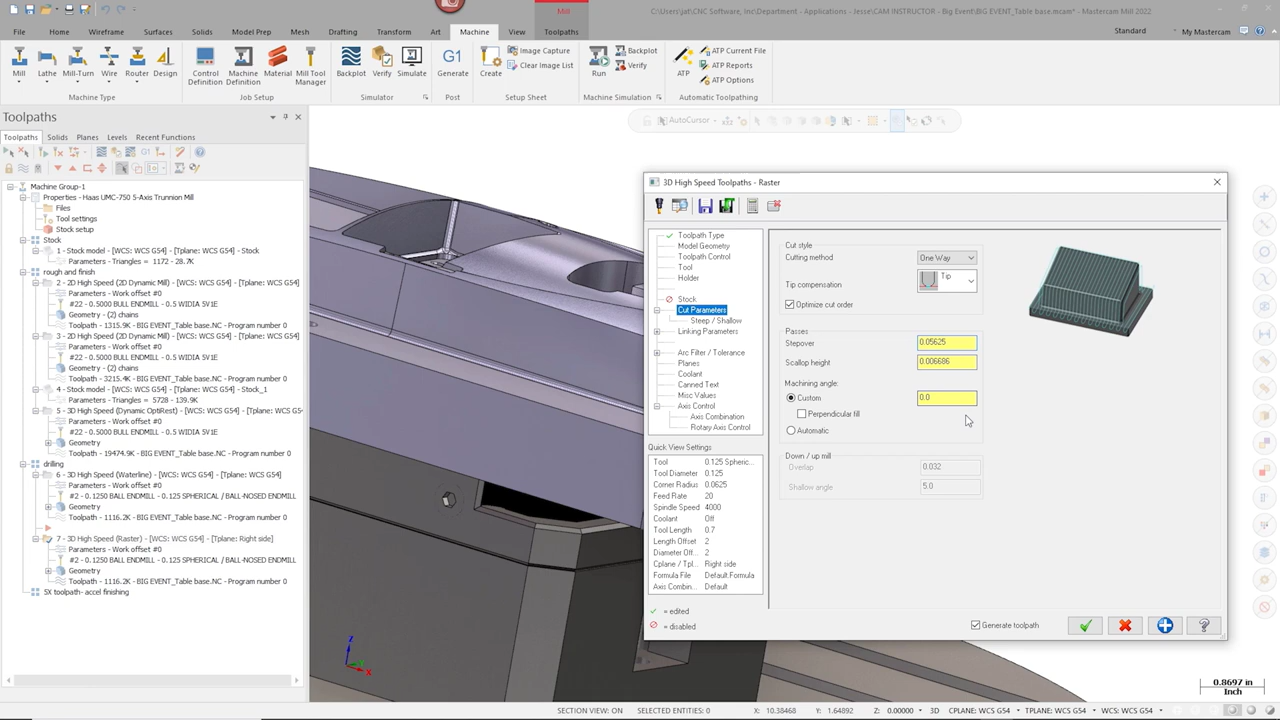 Mill
C:\Users\jat\CNC Software, Inc\Department - Applications - Jesse\CAM INSTRUCTOR - Big Event\BIG EVENT_Table base.mcam* - Mastercam Mill 2022
File Home Wireframe Surfaces Solids Model Prep Mesh Drafting Transform Art Machine View Toolpaths
Standard My Mastercam
Mill Lathe Mill-Turn Wire Router Design
Control Definition Machine Definition Material Mill Tool Manager
Backplot Verify Simulate
G1 Generate
Create Image Capture
Clear Image List
Run Backplot
Verify
ATP ATP Current File
ATP Reports
ATP Options
Machine Type Job Setup Simulator Post Setup Sheet Machine Simulation Automatic Toolpathing
Toolpaths
Toolpaths Solids Planes Levels Recent Functions
AutoCursor
Machine Group-1
Properties - Haas UMC-750 5-Axis Trunnion Mill
Files
Tool settings
Stock setup
Stock
1 - Stock model - [WCS: WCS G54] - [Tplane: WCS G54] - Stock
Parameters - Triangles = 1172 - 28.7K
rough and finish
2 - 2D High Speed (2D Dynamic Mill) - [WCS: WCS G54] - [Tplane: WCS G54]
Parameters - Work offset #0
#22 - 0.5000 BULL ENDMILL - 0.5 WIDIA 5V1E
Geometry - (2) chains
Toolpath - 1315.9K - BIG EVENT_Table base.NC - Program number 0
3 - 2D High Speed (2D Dynamic Mill) - [WCS: WCS G54] - [Tplane: WCS G54]
Parameters - Work offset #0
#22 - 0.5000 BULL ENDMILL - 0.5 WIDIA 5V1E
Geometry - (2) chains
Toolpath - 3215.4K - BIG EVENT_Table base.NC - Program number 0
4 - Stock model - [WCS: WCS G54] - [Tplane: WCS G54] - Stock_1
Parameters - Triangles = 5728 - 139.9K
5 - 3D High Speed (Dynamic OptiRest) - [WCS: WCS G54] - [Tplane: WCS G54
Parameters - Work offset #0
#22 - 0.5000 BULL ENDMILL - 0.5 WIDIA 5V1E
Geometry
Toolpath - 19474.9K - BIG EVENT_Table base.NC - Program number 0
drilling
6 - 3D High Speed (Waterline) - [WCS: WCS G54] - [Tplane: WCS G54]
Parameters - Work offset #0
#2 - 0.1250 BULL ENDMILL - 0.125 SPHERICAL / BALL-NOSED ENDMILL
Geometry
Toolpath - 1116.2K - BIG EVENT_Table base.NC - Program number 0
7 - 3D High Speed (Raster) - [WCS: WCS G54] - [Tplane: Right side]
Parameters - Work offset #0
#2 - 0.1250 BULL ENDMILL - 0.125 SPHERICAL / BALL-NOSED ENDMILL
Geometry
Toolpath - 1116.2K - BIG EVENT_Table base.NC - Program number 0
5X toolpath- accel finishing
3D High Speed Toolpaths - Raster
Toolpath Type
Model Geometry
Toolpath Control
Tool
Holder
Stock
Cut Parameters
Steep / Shallow
Linking Parameters
Arc Filter / Tolerance
Planes
Coolant
Canned Text
Misc Values
Axis Control
Axis Combination
Rotary Axis Control
Quick View Settings
Tool 0.125 Spheric...
Tool Diameter 0.125
Corner Radius 0.0625
Feed Rate 20
Spindle Speed 4000
Coolant Off
Tool Length 0.7
Length Offset 2
Diameter Off... 2
Cplane / Tpl... Right side
Formula File Default.Formula
Axis Combin... Default
= edited
= disabled
Cut style
Cutting method One Way
Tip compensation Tip
Optimize cut order
Passes
Stepover 0.05625
Scallop height 0.006686
Machining angle:
Custom 0.0
Perpendicular fill
Automatic
Down / up mill
Overlap 0.032
Shallow angle 5.0
Generate toolpath
Z
Y
X
0.8697 in
Inch
SECTION VIEW: ON SELECTED ENTITIES: 0 X: 10.38468 Y: 1.64892 Z: 0.00000 3D CPLANE: WCS G54 TPLANE: WCS G54 WCS: WCS G54